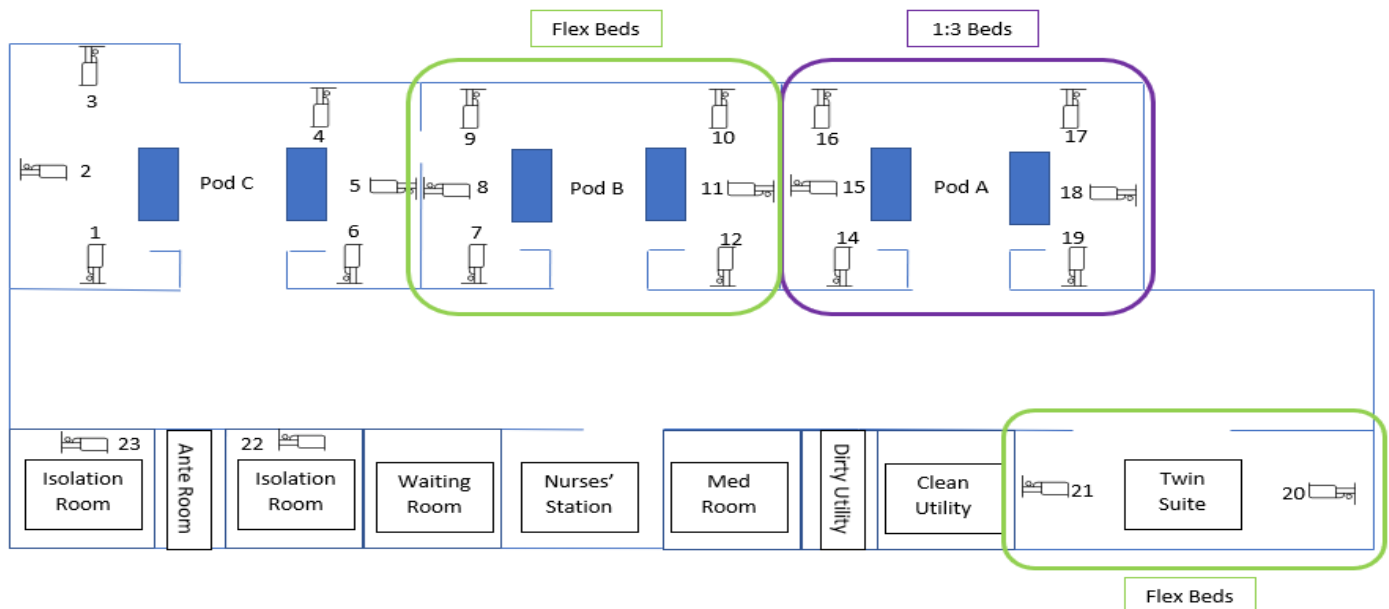 Flex Beds
1:3 Beds
3
4
9
10
16
17
2
Pod C
5
8
Pod B
11
15
Pod A
18
1
6
7
12
14
19
23
Ante Room
22
Isolation
Room
Isolation
Room
Waiting
Room
Nurses'
Station
Med
Room
Dirty Utility
Clean
Utility
21
Twin
Suite
20
Flex Beds